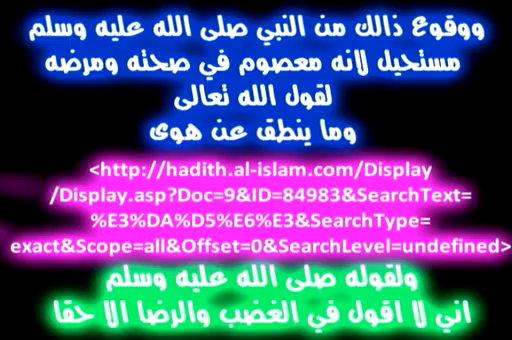 ووقوع ذالك من النبي صلى الله عليه وسلم
مستحيل لانه معصوم في صحته ومرضه
لقول الله تعالى
وما ينطق عن هوى
<http://hadith.al-islam.com/Display
/Display.asp?Doc=9&ID=84983&SearchText=
%E3%DA%D5%E6%E3&SearchType=
exact&Scope=all&Offset=0&SearchLevel=undefined>
ولقوله صلى الله عليه وسلم
اني لا اقول في الغضب والرضا الا حقا